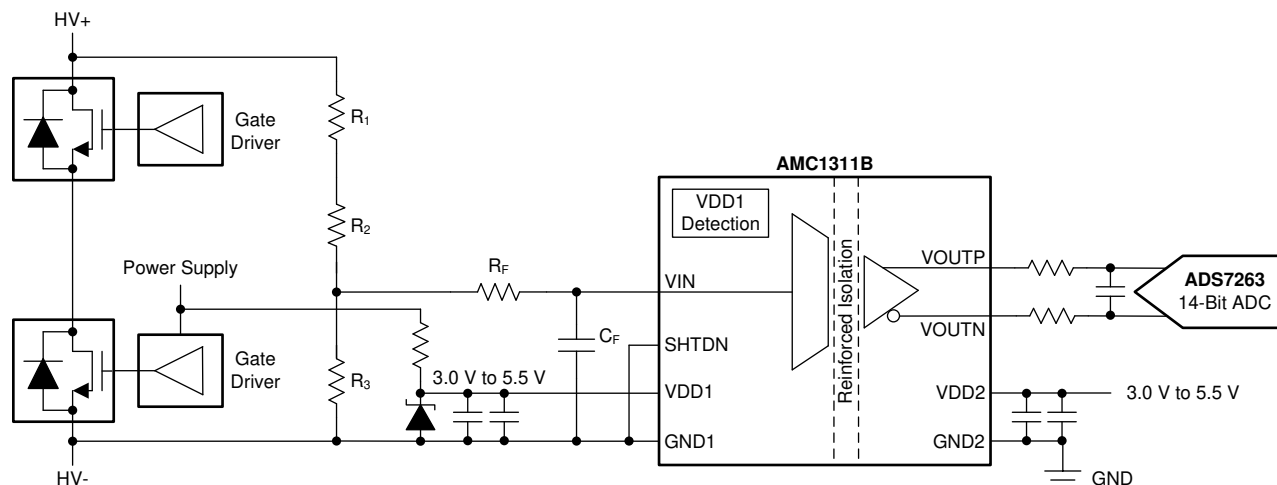 HV+
Gate
Driver
R1
R2
Power Supply
Gate
Driver
R3
HV-
RF
CF
3.0 V to 5.5 V
AMC1311B
VDD1
Detection
Reinforced Isolation
VIN
SHTDN
VDD1
GND1
VOUTP
VOUTN
VDD2
GND2
ADS7263
14-Bit ADC
3.0 V to 5.5 V
GND